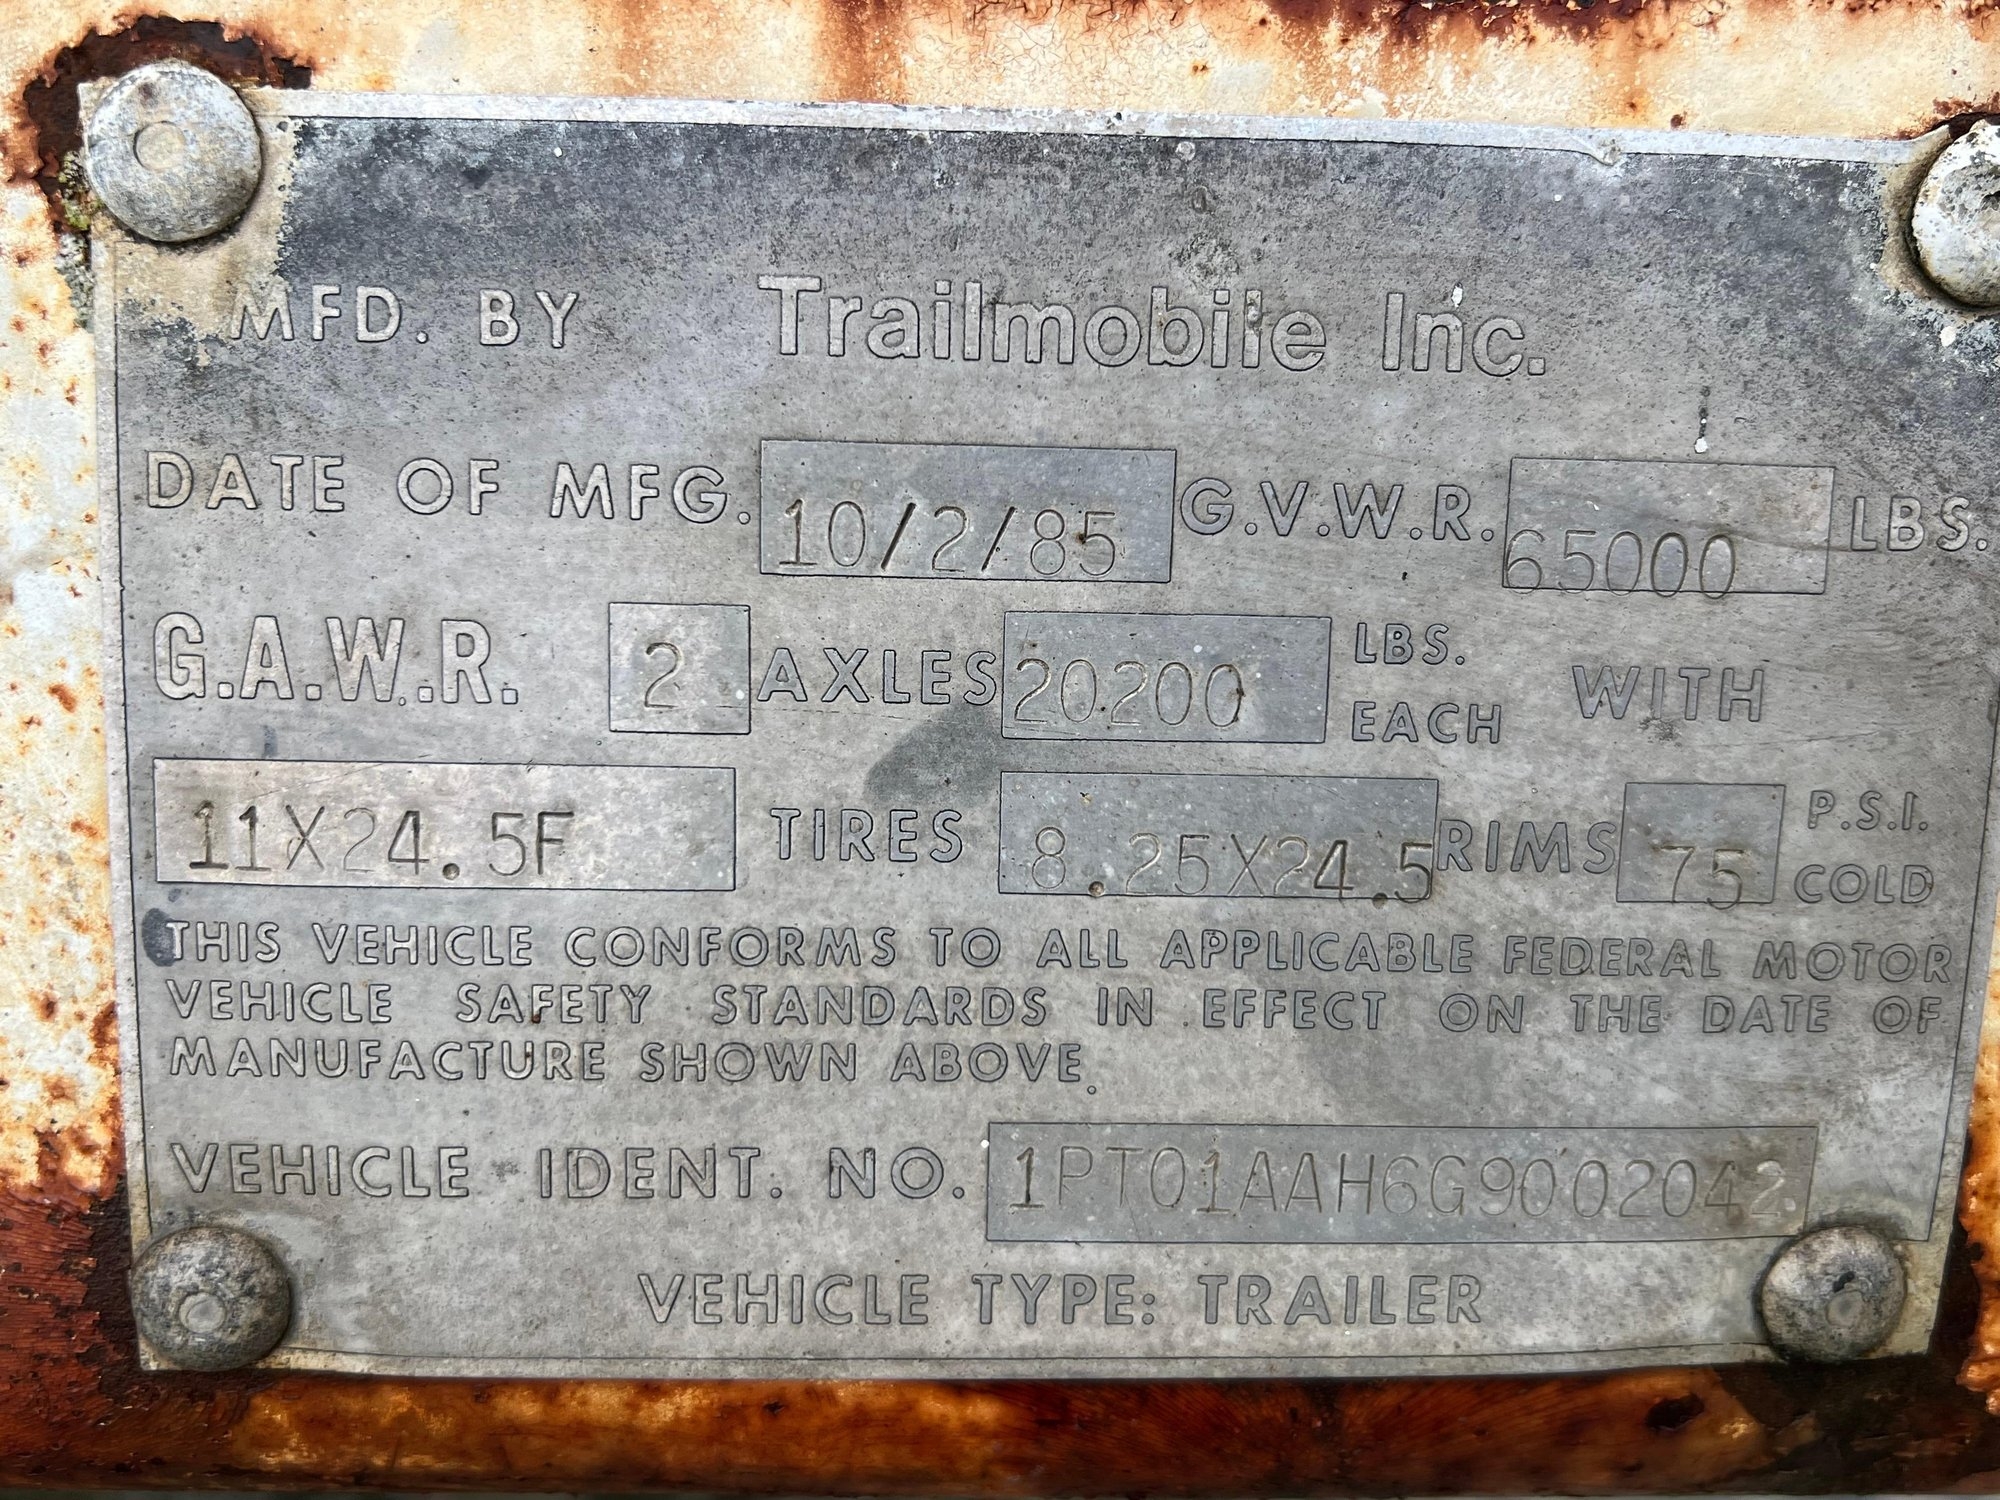 MFD. BY Trailmobile Inc.
DATE OF MFG. 10/2/85 G.V.W.R. 65000 LBS.
G.A.W.R. 2 AXLES 20200 LBS. EACH WITH
11X24.5F TIRES 8.25X24.5 RIMS 75 P.S.I. COLD
THIS VEHICLE CONFORMS TO ALL APPLICABLE FEDERAL MOTOR
VEHICLE SAFETY STANDARDS IN EFFECT ON THE DATE OF
MANUFACTURE SHOWN ABOVE.
VEHICLE IDENT. NO. 1PT01AAH6G9002042
VEHICLE TYPE: TRAILER